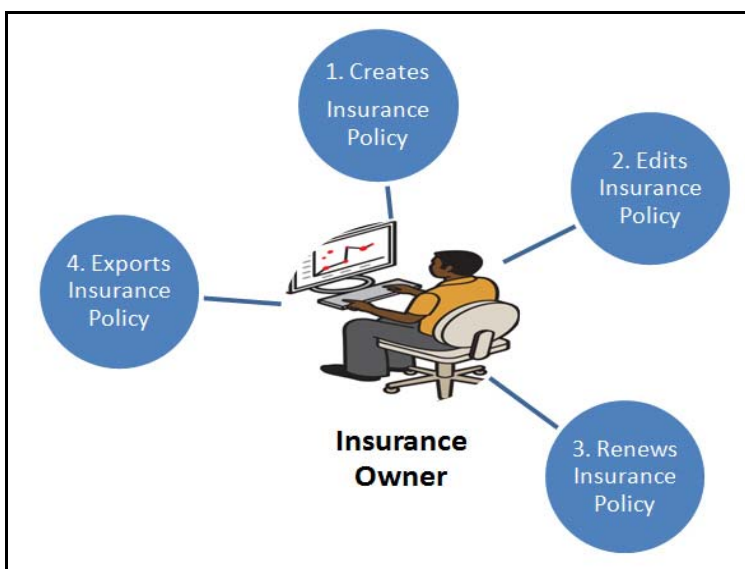 1. Creates
Insurance
Policy
2. Edits
Insurance
Policy
3. Renews
Insurance
Policy
4. Exports
Insurance
Policy
Insurance
Owner